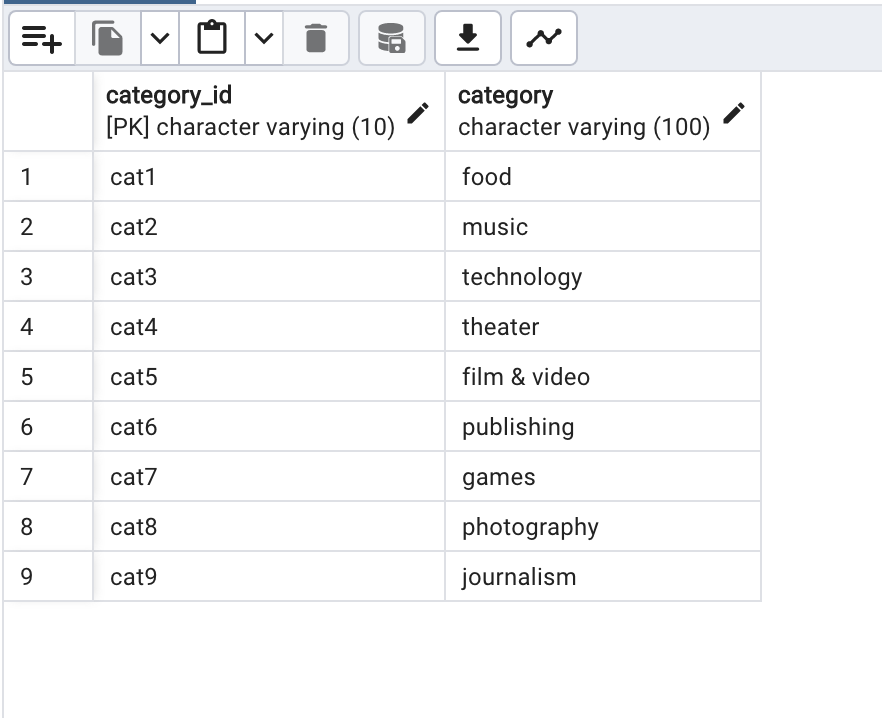 category_id category
[PK] character varying (10) character varying (100)
1 cat1 food
2 cat2 music
3 cat3 technology
4 cat4 theater
5 cat5 film & video
6 cat6 publishing
7 cat7 games
8 cat8 photography
9 cat9 journalism